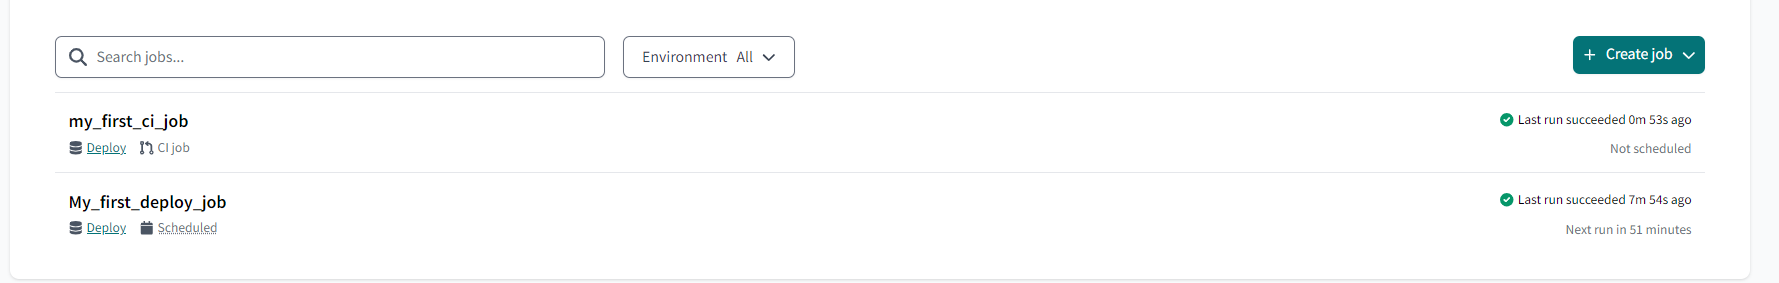 Search jobs...
Environment All
Create job
my_first_ci_job
Last run succeeded 0m 53s ago
Deploy CI job
Not scheduled
My_first_deploy_job
Last run succeeded 7m 54s ago
Deploy Scheduled
Next run in 51 minutes